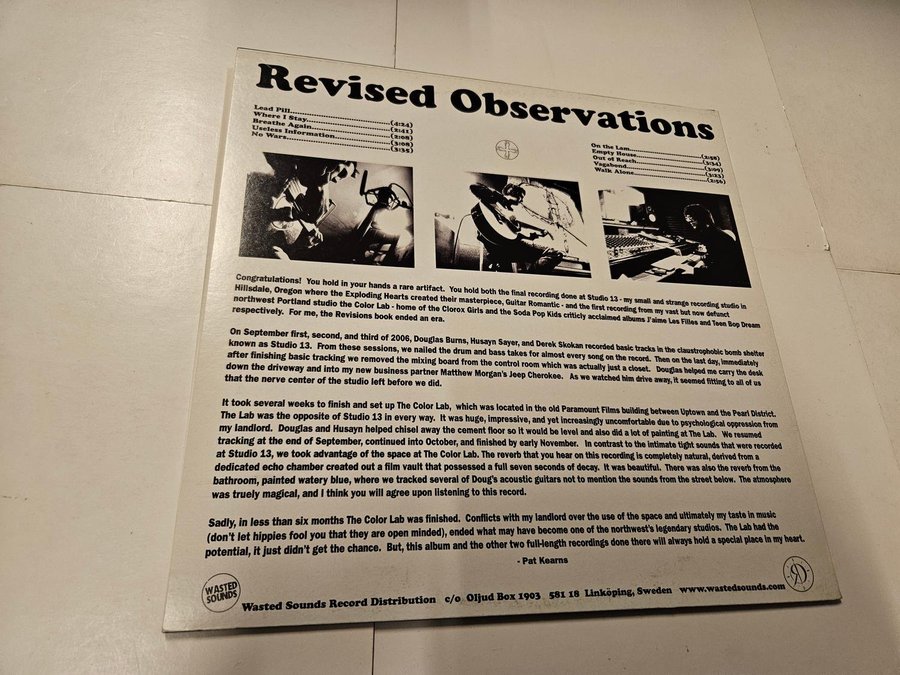 Revised Observations
Lead Pill..............................(4:24)
Where I Stay..............................(2:41)
Breathe Again..............................(2:08)
Useless Information..............................(3:08)
No Wars..............................(3:35)
On the Lam..............................(2:58)
Empty House..............................(3:34)
Out of Reach..............................(3:09)
Vagabond..............................(3:23)
Walk Alone..............................(2:56)
Congratulations! You hold in your hands a rare artifact. You hold both the final recording done at Studio 13 - my small and strange recording studio in
Hillsdale, Oregon where the Exploding Hearts created their masterpiece, Guitar Romantic - and the first recording from my vast but now defunct
northwest Portland studio the Color Lab - home of the Clorox Girls and the Soda Pop Kids criticly acclaimed albums J'aime Les Filles and Teen Bop Dream
respectively. For me, the Revisions book ended an era.
On September first, second, and third of 2006, Douglas Burns, Husayn Sayer, and Derek Skokan recorded basic tracks in the claustrophobic bomb shelter
known as Studio 13. From these sessions, we nailed the drum and bass takes for almost every song on the record. Then on the last day, immediately
after finishing basic tracking we removed the mixing board from the control room which was actually just a closet. Douglas helped me carry the desk
down the driveway and into my new business partner Matthew Morgan's Jeep Cherokee. As we watched him drive away, it seemed fitting to all of us
that the nerve center of the studio left before we did.
It took several weeks to finish and set up The Color Lab, which was located in the old Paramount Films building between Uptown and the Pearl District.
The Lab was the opposite of Studio 13 in every way. It was huge, impressive, and yet increasingly uncomfortable due to psychological oppression from
my landlord. Douglas and Husayn helped chisel away the cement floor so it would be level and also did a lot of painting at The Lab. We resumed
tracking at the end of September, continued into October, and finished by early November. In contrast to the intimate tight sounds that were recorded
at Studio 13, we took advantage of the space at The Color Lab. The reverb that you hear on this recording is completely natural, derived from a
dedicated echo chamber created out a film vault that possessed a full seven seconds of decay. It was beautiful. There was also the reverb from the
bathroom, painted watery blue, where we tracked several of Doug's acoustic guitars not to mention the sounds from the street below. The atmosphere
was truely magical, and I think you will agree upon listening to this record.
Sadly, in less than six months The Color Lab was finished. Conflicts with my landlord over the use of the space and ultimately my taste in music
(don't let hippies fool you that they are open minded), ended what may have become one of the northwest's legendary studios. The Lab had the
potential, it just didn't get the chance. But, this album and the other two full-length recordings done there will always hold a special place in my heart.
- Pat Kearns
WASTED
SOUNDS
Wasted Sounds Record Distribution c/o Oljud Box 1903 581 18 Linköping, Sweden www.wastedsounds.com